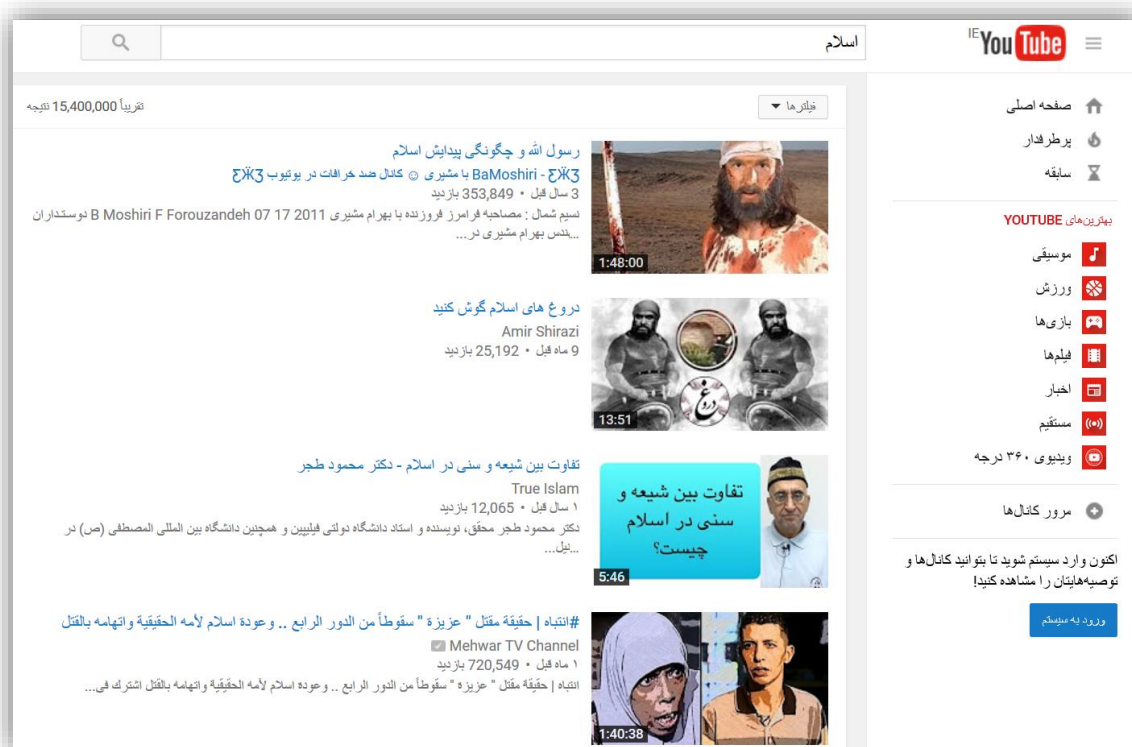 YouTube IE
اسلام
صفحه اصلی
پرطرفدار
سابقه
بهترین‌های YOUTUBE
موسیقی
ورزش
بازی‌ها
فیلم‌ها
اخبار
مستقیم
ویدیوی ۳۶۰ درجه
مرور کانال‌ها
اکنون وارد سیستم شوید تا بتوانید کانال‌ها و
توصیه‌هایتان را مشاهده کنید!
ورود به سیستم
فیلترها
تقریباً 15,400,000 نتیجه
1:48:00
رسول الله و چگونگی پیدایش اسلام
BaMoshiri - ƸӜƷ با مشیری ☺ کانال ضد خرافات در یوتیوب ƸӜƷ
3 سال قبل • 353,849 بازدید
نسیم شمال : مصاحبه فرامرز فروزنده با بهرام مشیری B Moshiri F Forouzandeh 07 17 2011 دوستداران
...بندس بهرام مشیری در...
دروغ
13:51
دروغ های اسلام گوش کنید
Amir Shirazi
9 ماه قبل • 25,192 بازدید
تفاوت بین شیعه و
سنی در اسلام
چیست؟
5:46
تفاوت بین شیعه و سنی در اسلام - دکتر محمود طجر
True Islam
۱ سال قبل • 12,065 بازدید
دکتر محمود طجر محقق، نویسنده و استاد دانشگاه دولتی فیلیپین و همچنین دانشگاه بین المللی المصطفی (ص) در
...نیل...
1:40:38
#انتباه | حقيقة مقتل " عزيزة " سقوطاً من الدور الرابع .. وعودة اسلام لأمه الحقيقية واتهامه بالقتل
Mehwar TV Channel
۱ ماه قبل • 720,549 بازدید
انتباه | حقيقة مقتل " عزيزة " سقوطاً من الدور الرابع .. وعودة اسلام لأمه الحقيقية واتهامه بالقتل اشترك فى...